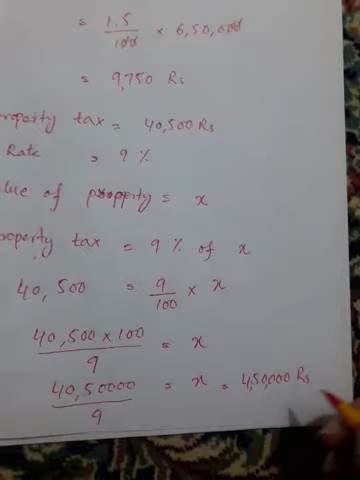 = 1.5/100 × 6,50,000
= 9,750 Rs
roperty tax = 40,500 Rs
Rate = 9 %
lue of property = x
operty tax = 9 % of x
40,500 = 9/100 × x
40,500 × 100 / 9 = x
40,50000 / 9 = x = 4,50,000 Rs